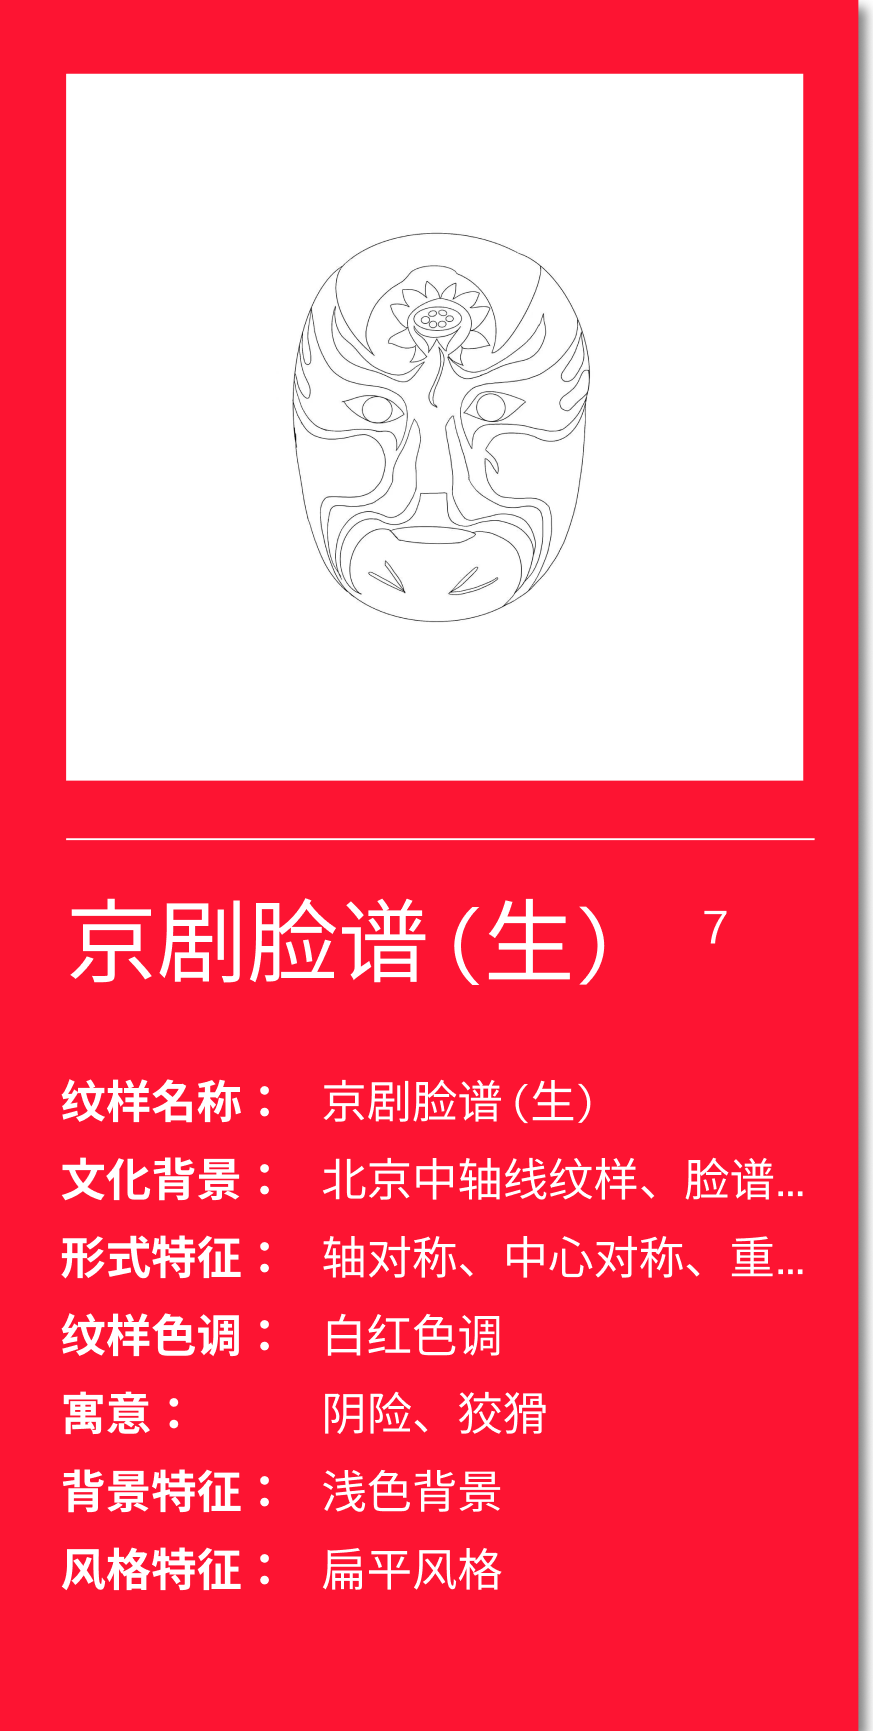 京剧脸谱(生) 7
纹样名称： 京剧脸谱(生)
文化背景： 北京中轴线纹样、脸谱...
形式特征： 轴对称、中心对称、重...
纹样色调： 白红色调
寓意： 阴险、狡猾
背景特征： 浅色背景
风格特征： 扁平风格